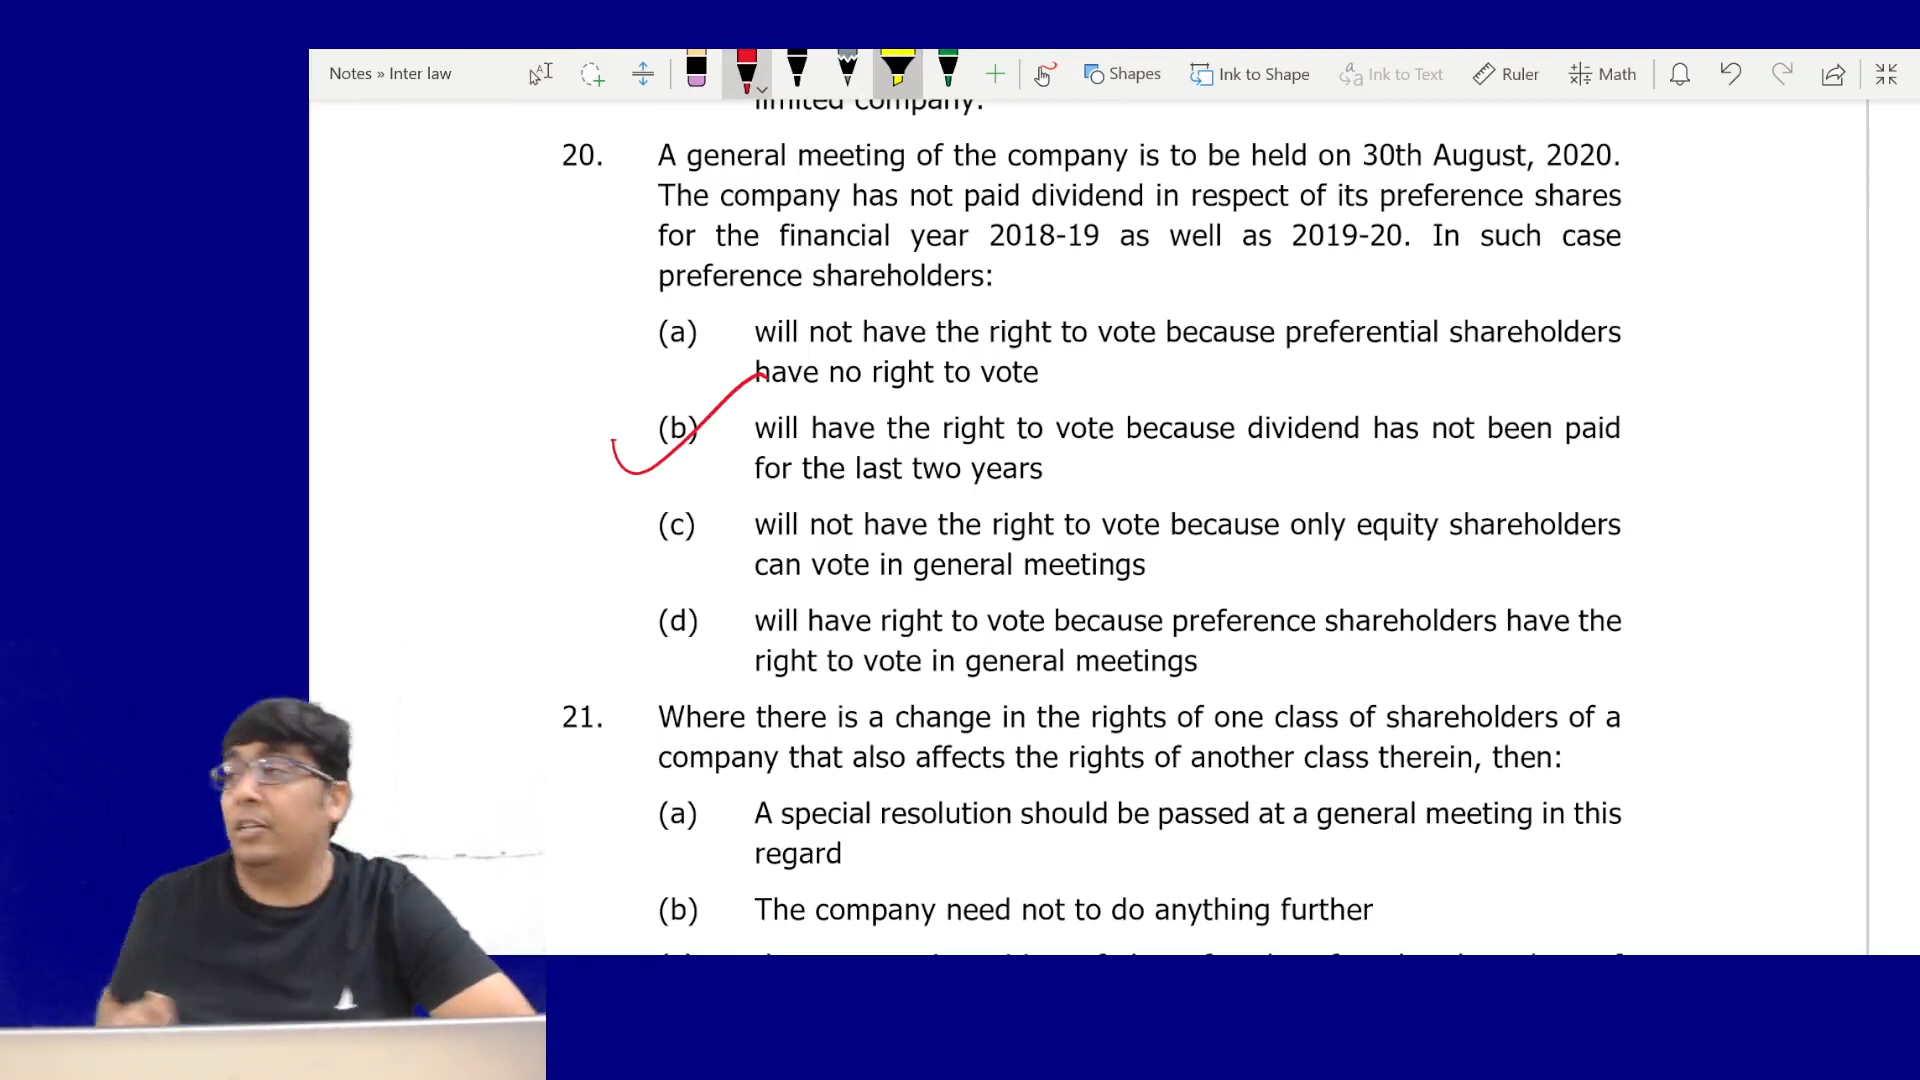 Notes » Inter law
Shapes
Ink to Shape
Ink to Text
Ruler
Math
limited company.
20. A general meeting of the company is to be held on 30th August, 2020.
The company has not paid dividend in respect of its preference shares
for the financial year 2018-19 as well as 2019-20. In such case
preference shareholders:
(a) will not have the right to vote because preferential shareholders
have no right to vote
(b) will have the right to vote because dividend has not been paid
for the last two years
(c) will not have the right to vote because only equity shareholders
can vote in general meetings
(d) will have right to vote because preference shareholders have the
right to vote in general meetings
21. Where there is a change in the rights of one class of shareholders of a
company that also affects the rights of another class therein, then:
(a) A special resolution should be passed at a general meeting in this
regard
(b) The company need not to do anything further